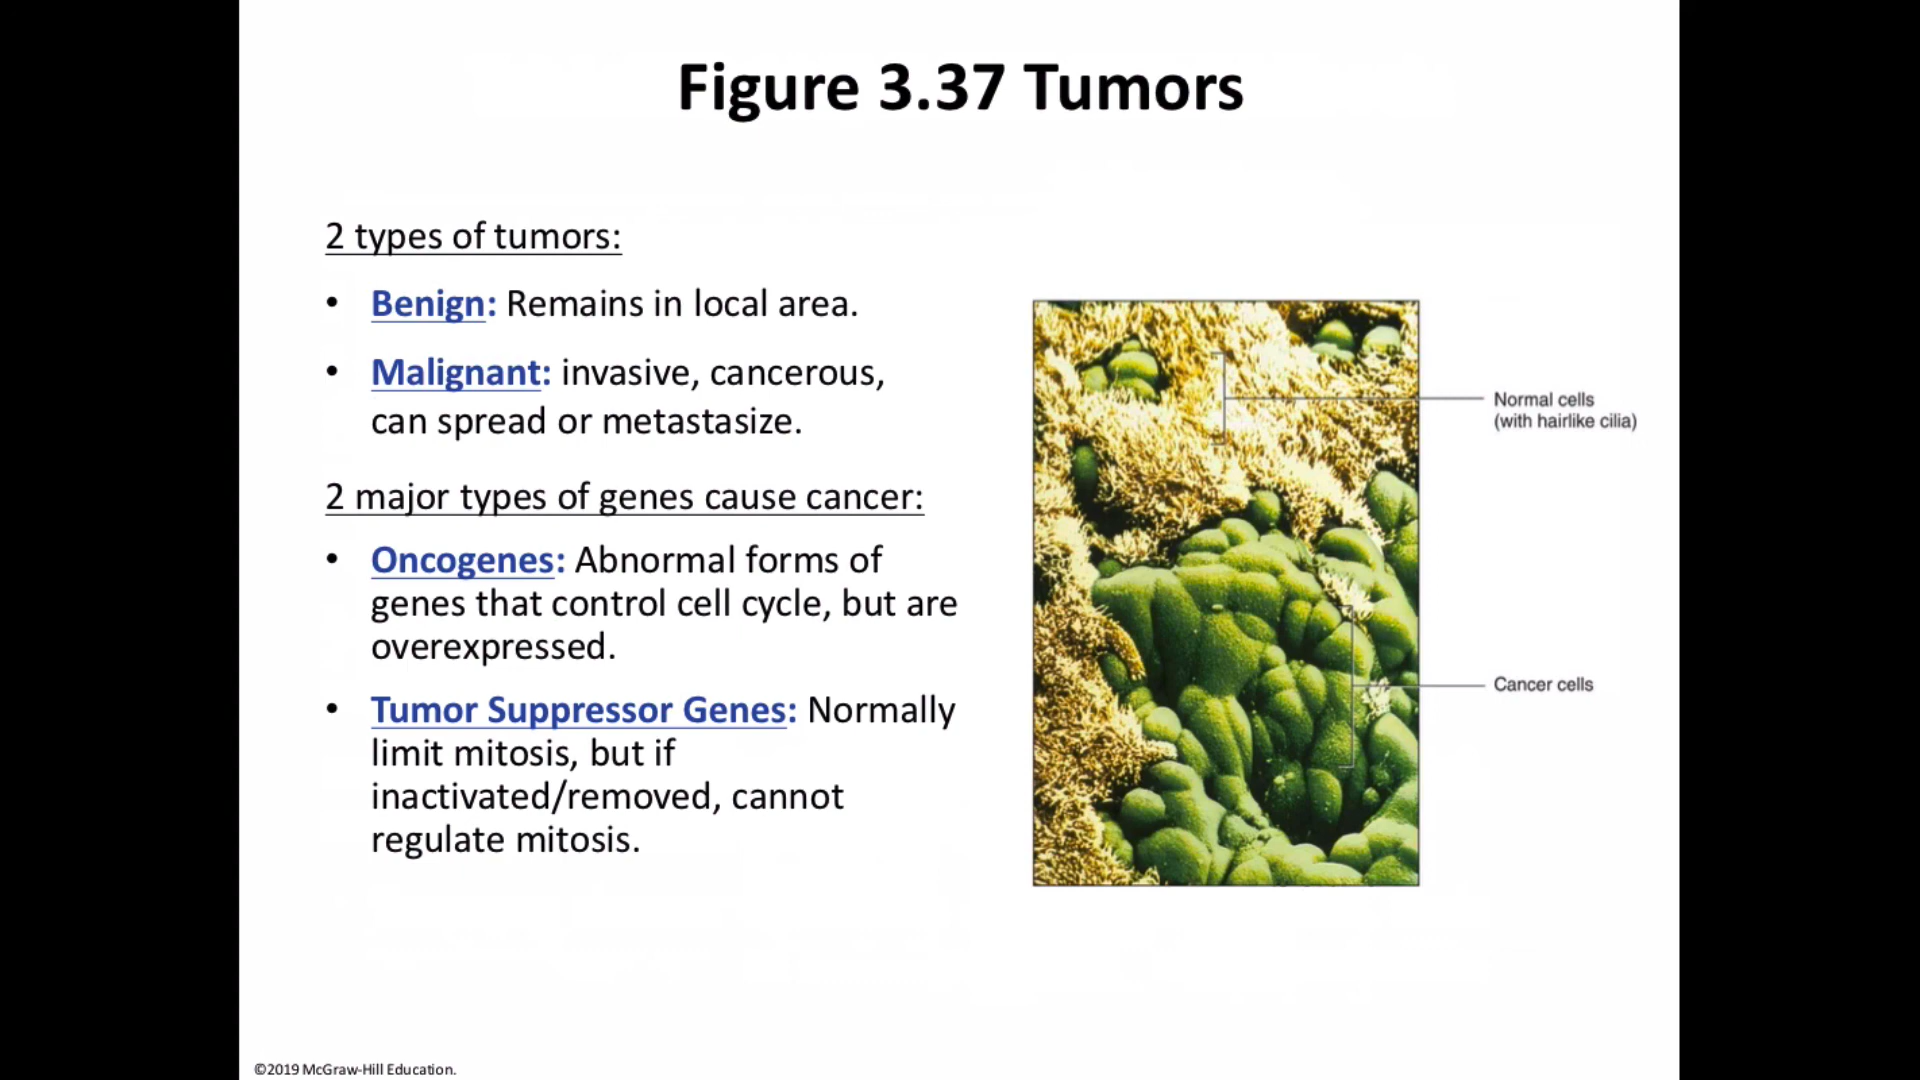 Figure 3.37 Tumors
2 types of tumors:
• Benign: Remains in local area.
• Malignant: invasive, cancerous,
can spread or metastasize.
2 major types of genes cause cancer:
• Oncogenes: Abnormal forms of
genes that control cell cycle, but are
overexpressed.
• Tumor Suppressor Genes: Normally
limit mitosis, but if
inactivated/removed, cannot
regulate mitosis.
Normal cells
(with hairlike cilia)
Cancer cells
©2019 McGraw-Hill Education.